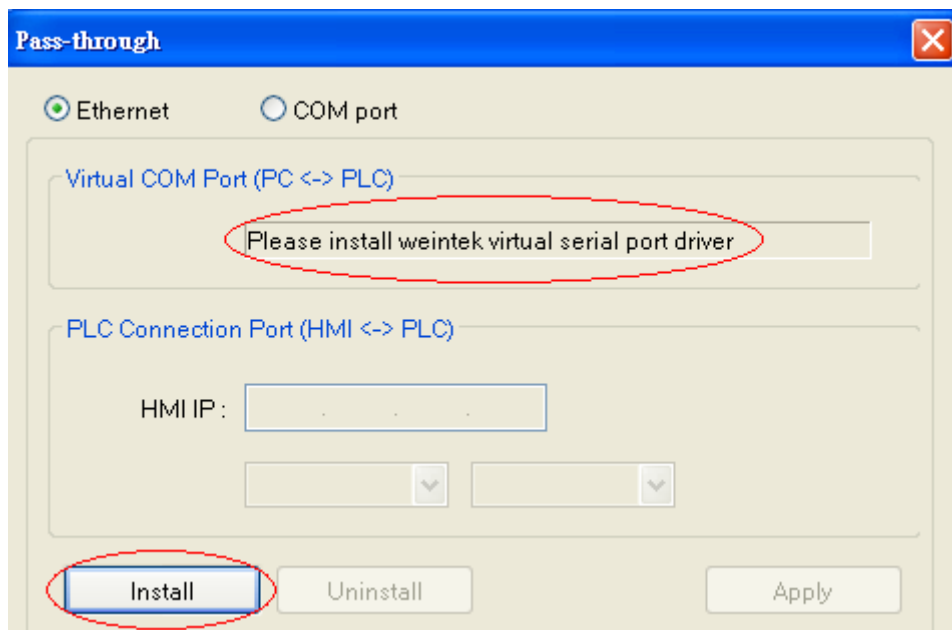 Pass-through
Ethernet COM port
Virtual COM Port (PC <-> PLC)
Please install weintek virtual serial port driver
PLC Connection Port (HMI <-> PLC)
HMI IP : . . .
Install Uninstall Apply